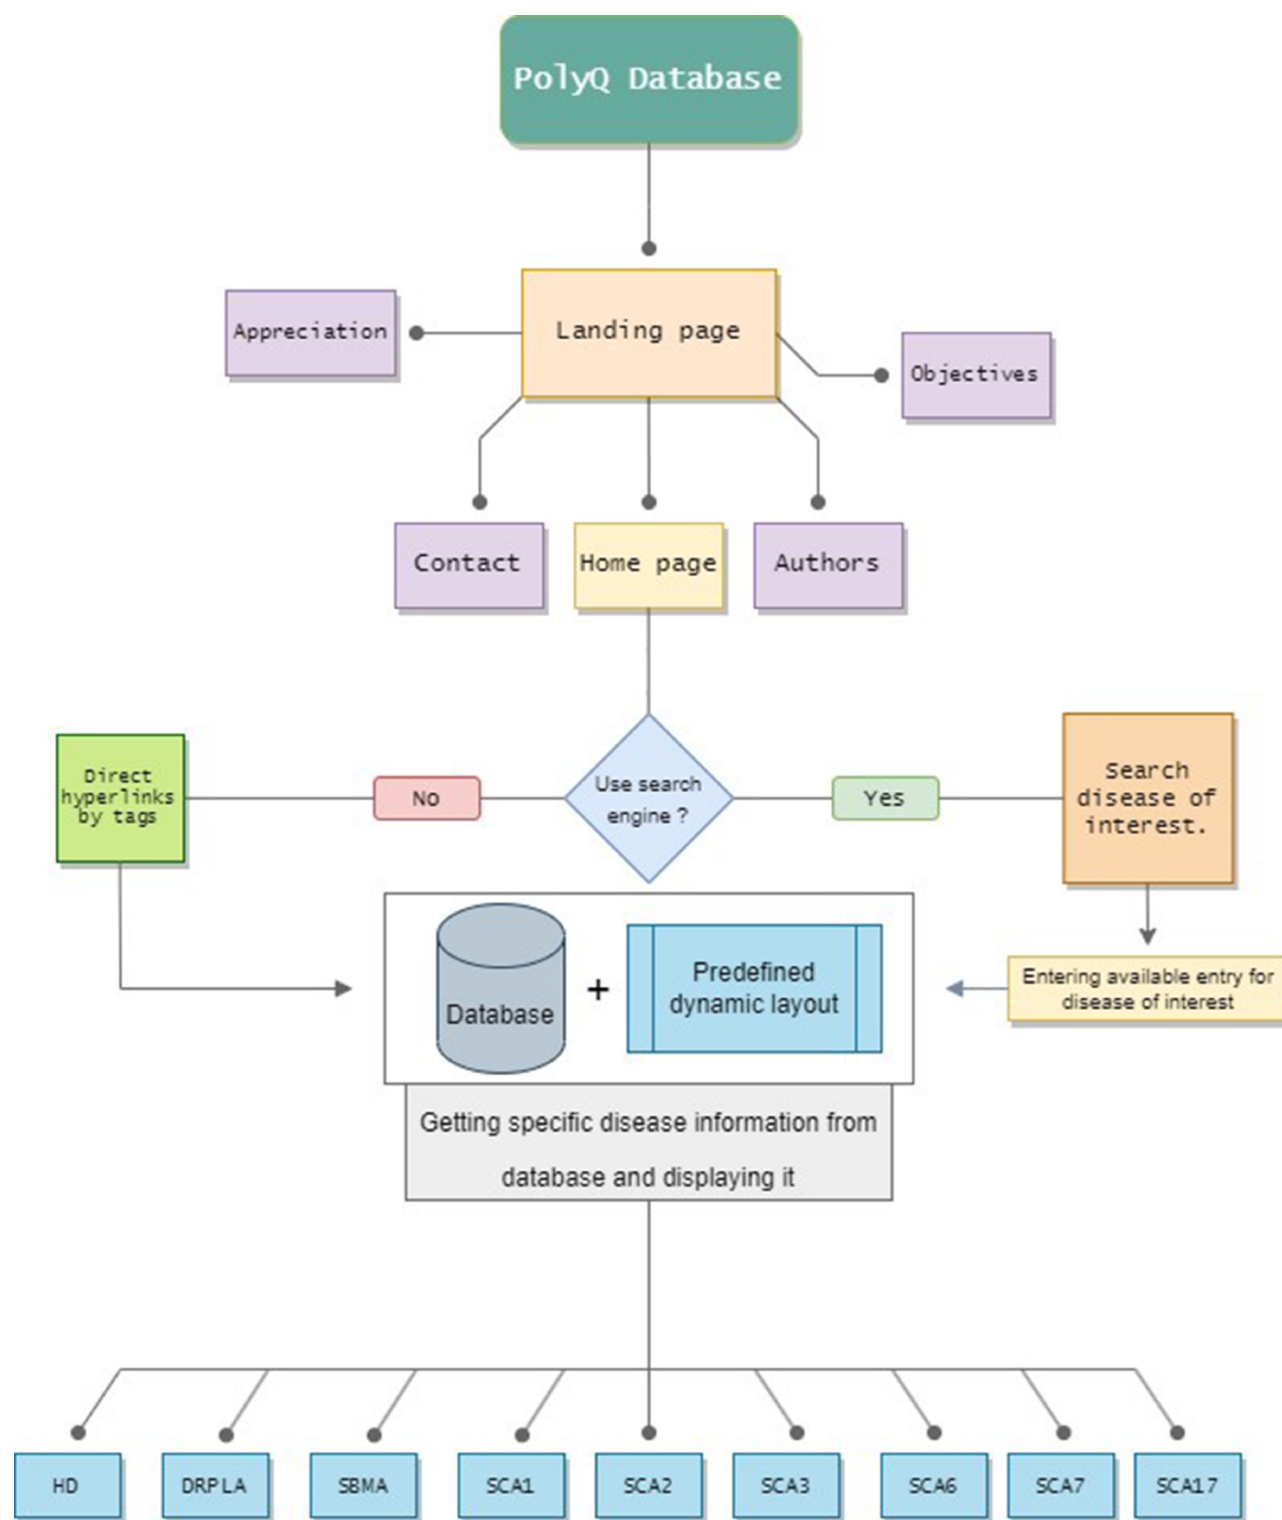 PolyQ Database
Landing page
Appreciation
Objectives
Contact
Home page
Authors
Direct
hyperlinks
by tags
No
Use search
engine ?
Yes
Search
disease of
interest.
Database
+
Predefined
dynamic layout
Entering available entry for
disease of interest
Getting specific disease information from
database and displaying it
HD
DRPLA
SBMA
SCA1
SCA2
SCA3
SCA6
SCA7
SCA17